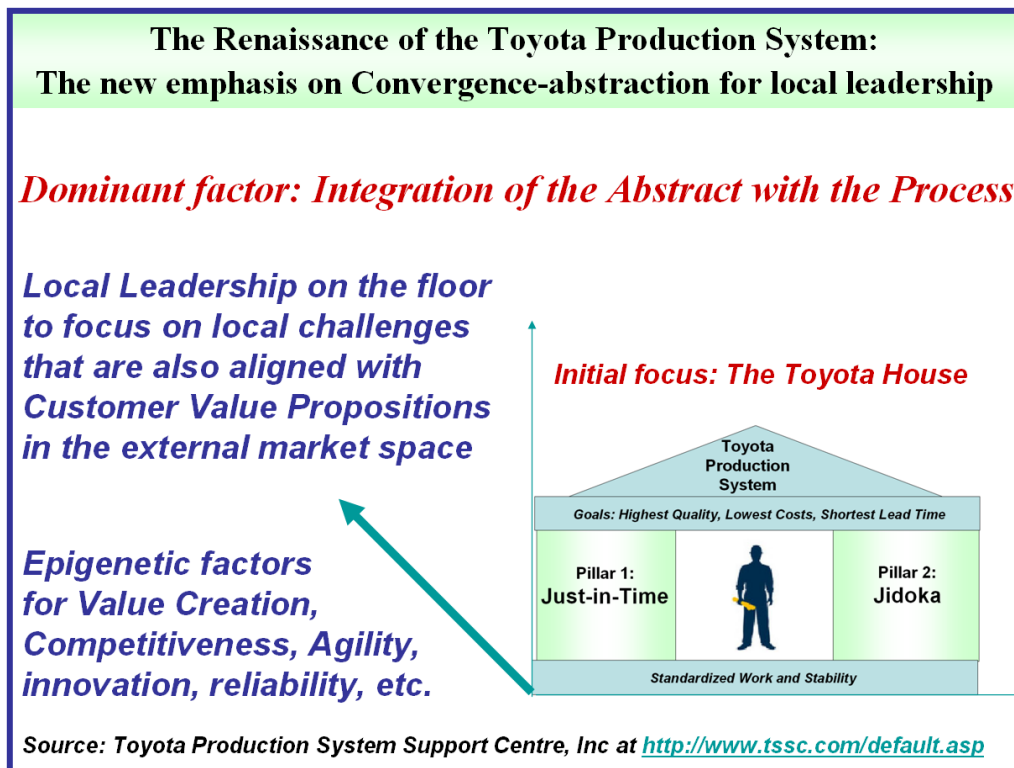 The Renaissance of the Toyota Production System:
The new emphasis on Convergence-abstraction for local leadership
Dominant factor: Integration of the Abstract with the Process
Local Leadership on the floor
to focus on local challenges
that are also aligned with
Customer Value Propositions
in the external market space
Epigenetic factors
for Value Creation,
Competitiveness, Agility,
innovation, reliability, etc.
Initial focus: The Toyota House
Toyota
Production
System
Goals: Highest Quality, Lowest Costs, Shortest Lead Time
Pillar 1:
Just-in-Time
Pillar 2:
Jidoka
Standardized Work and Stability
Source: Toyota Production System Support Centre, Inc at http://www.tssc.com/default.asp